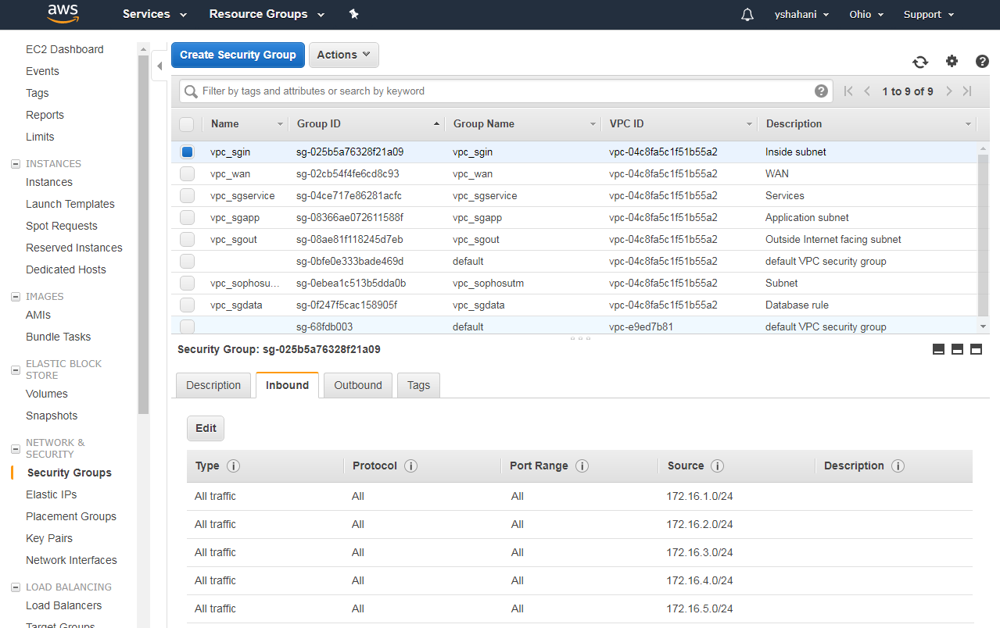 aws Services Resource Groups yshahani Ohio Support
EC2 Dashboard
Events
Tags
Reports
Limits
INSTANCES
Instances
Launch Templates
Spot Requests
Reserved Instances
Dedicated Hosts
IMAGES
AMIs
Bundle Tasks
ELASTIC BLOCK
STORE
Volumes
Snapshots
NETWORK &
SECURITY
Security Groups
Elastic IPs
Placement Groups
Key Pairs
Network Interfaces
LOAD BALANCING
Load Balancers
Target Groups
Create Security Group Actions
Filter by tags and attributes or search by keyword 1 to 9 of 9
Name Group ID Group Name VPC ID Description
vpc_sgin sg-025b5a76328f21a09 vpc_sgin vpc-04c8fa5c1f51b55a2 Inside subnet
vpc_wan sg-02cb54f4fe6cd8c93 vpc_wan vpc-04c8fa5c1f51b55a2 WAN
vpc_sgservice sg-04ce717e86281acfc vpc_sgservice vpc-04c8fa5c1f51b55a2 Services
vpc_sgapp sg-08366ae072611588f vpc_sgapp vpc-04c8fa5c1f51b55a2 Application subnet
vpc_sgout sg-08ae81f118245d7eb vpc_sgout vpc-04c8fa5c1f51b55a2 Outside Internet facing subnet
sg-0bfe0e333bade469d default vpc-04c8fa5c1f51b55a2 default VPC security group
vpc_sophosu... sg-0ebea1c513b5dda0b vpc_sophosutm vpc-04c8fa5c1f51b55a2 Subnet
vpc_sgdata sg-0f247f5cac158905f vpc_sgdata vpc-04c8fa5c1f51b55a2 Database rule
sg-68fdb003 default vpc-e9ed7b81 default VPC security group
Security Group: sg-025b5a76328f21a09
Description Inbound Outbound Tags
Edit
Type Protocol Port Range Source Description
All traffic All All 172.16.1.0/24
All traffic All All 172.16.2.0/24
All traffic All All 172.16.3.0/24
All traffic All All 172.16.4.0/24
All traffic All All 172.16.5.0/24